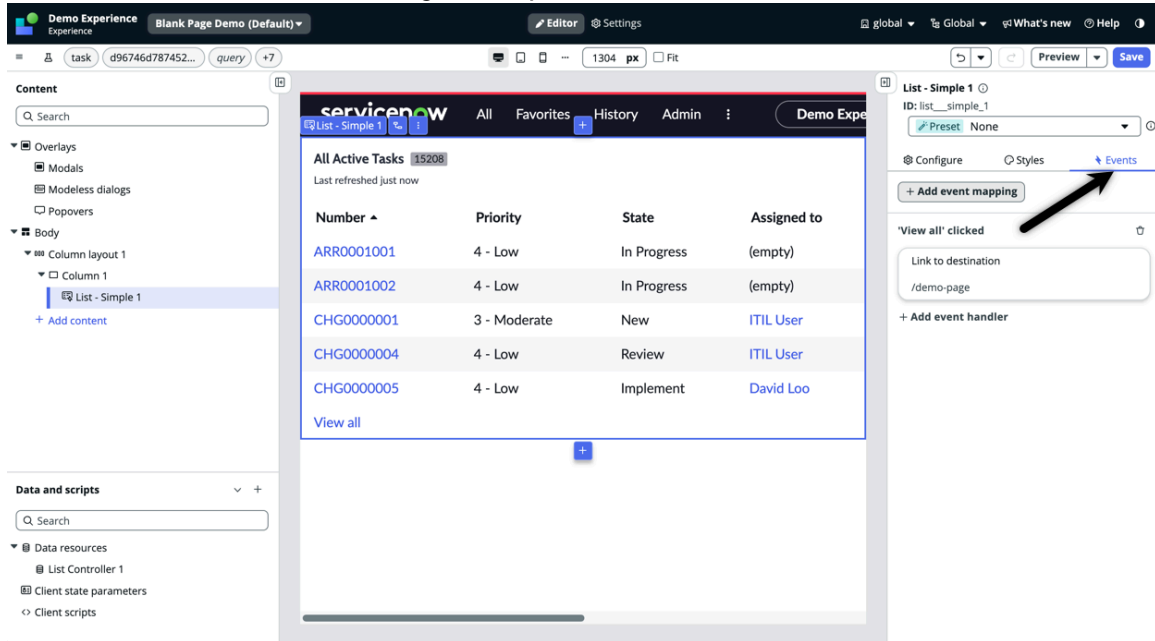 Demo Experience
Experience
Blank Page Demo (Default)
Editor
Settings
global
Global
What's new
Help
task
d96746d787452...
query
+7
1304 px
Fit
Preview
Save
Content
Search
Overlays
Modals
Modeless dialogs
Popovers
Body
Column layout 1
Column 1
List - Simple 1
+ Add content
Data and scripts
Search
Data resources
List Controller 1
Client state parameters
Client scripts
servicenow
All Favorites History Admin
Demo Expe
List - Simple 1
All Active Tasks 15208
Last refreshed just now
Number Priority State Assigned to
ARR0001001 4 - Low In Progress (empty)
ARR0001002 4 - Low In Progress (empty)
CHG0000001 3 - Moderate New ITIL User
CHG0000004 4 - Low Review ITIL User
CHG0000005 4 - Low Implement David Loo
View all
List - Simple 1
ID: list__simple_1
Preset None
Configure Styles Events
+ Add event mapping
'View all' clicked
Link to destination
/demo-page
+ Add event handler